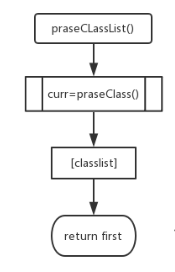 praseCLassList()
curr=praseClass()
[classlist]
return first